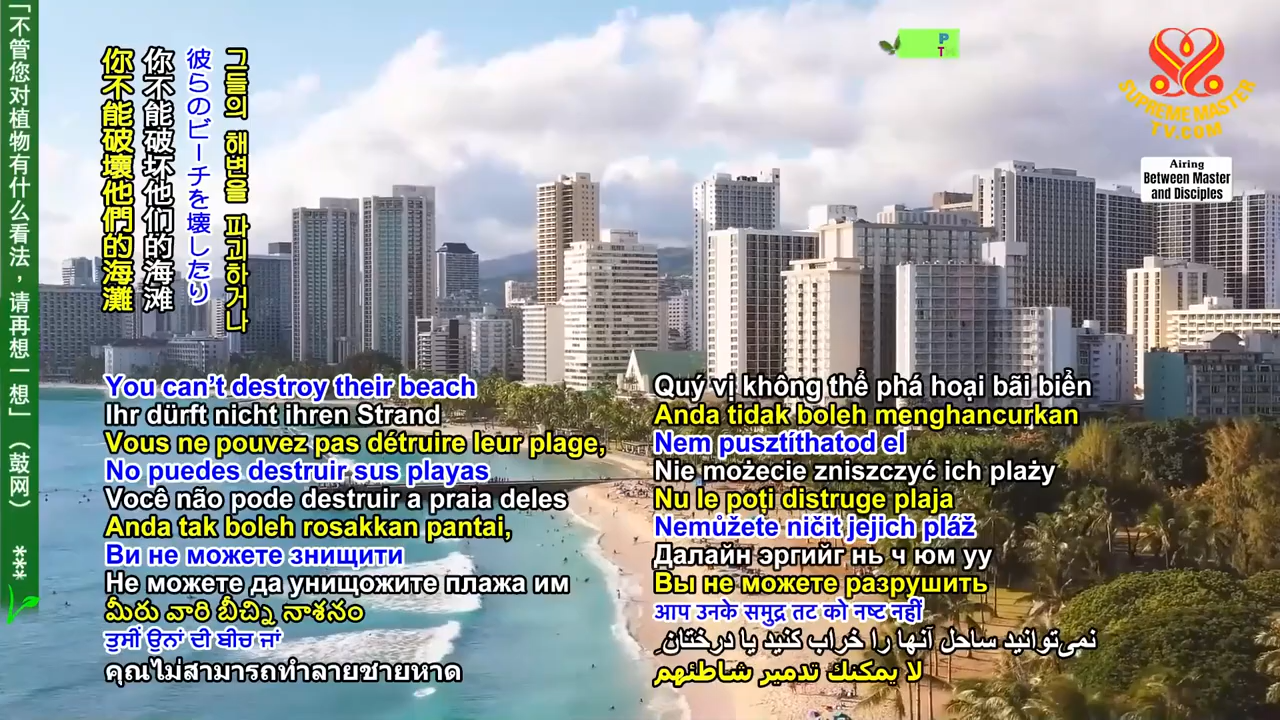 「不管您对植物有什么看法，请再想一想」（鼓网） ***
你不能破壞他們的海灘
你不能破坏他们的海滩
彼らのビーチを壊したり
그들의 해변을 파괴하거나
P
T
SUPREME MASTER
TV.COM
Airing
Between Master
and Disciples
You can't destroy their beach
Ihr dürft nicht ihren Strand
Vous ne pouvez pas détruire leur plage,
No puedes destruir sus playas
Você não pode destruir a praia deles
Anda tak boleh rosakkan pantai,
Ви не можете знищити
Не можете да унищожите плажа им
మీరు వారి బీచ్ని నాశనం
ਤੁਸੀਂ ਉਨਾਂ ਦੀ ਬੀਚ ਜਾਂ
คุณไม่สามารถทำลายชายหาด
Quý vị không thể phá hoại bãi biển
Anda tidak boleh menghancurkan
Nem pusztíthatod el
Nie możecie zniszczyć ich plaży
Nu le poți distruge plaja
Nemůžete ničit jejich pláž
Далайн эргийг нь ч юм уу
Вы не можете разрушить
आप उनके समुद्र तट को नष्ट नहीं
نمی‌توانید ساحل آنها را خراب کنید یا درختان
لا يمكنك تدمير شاطئهم